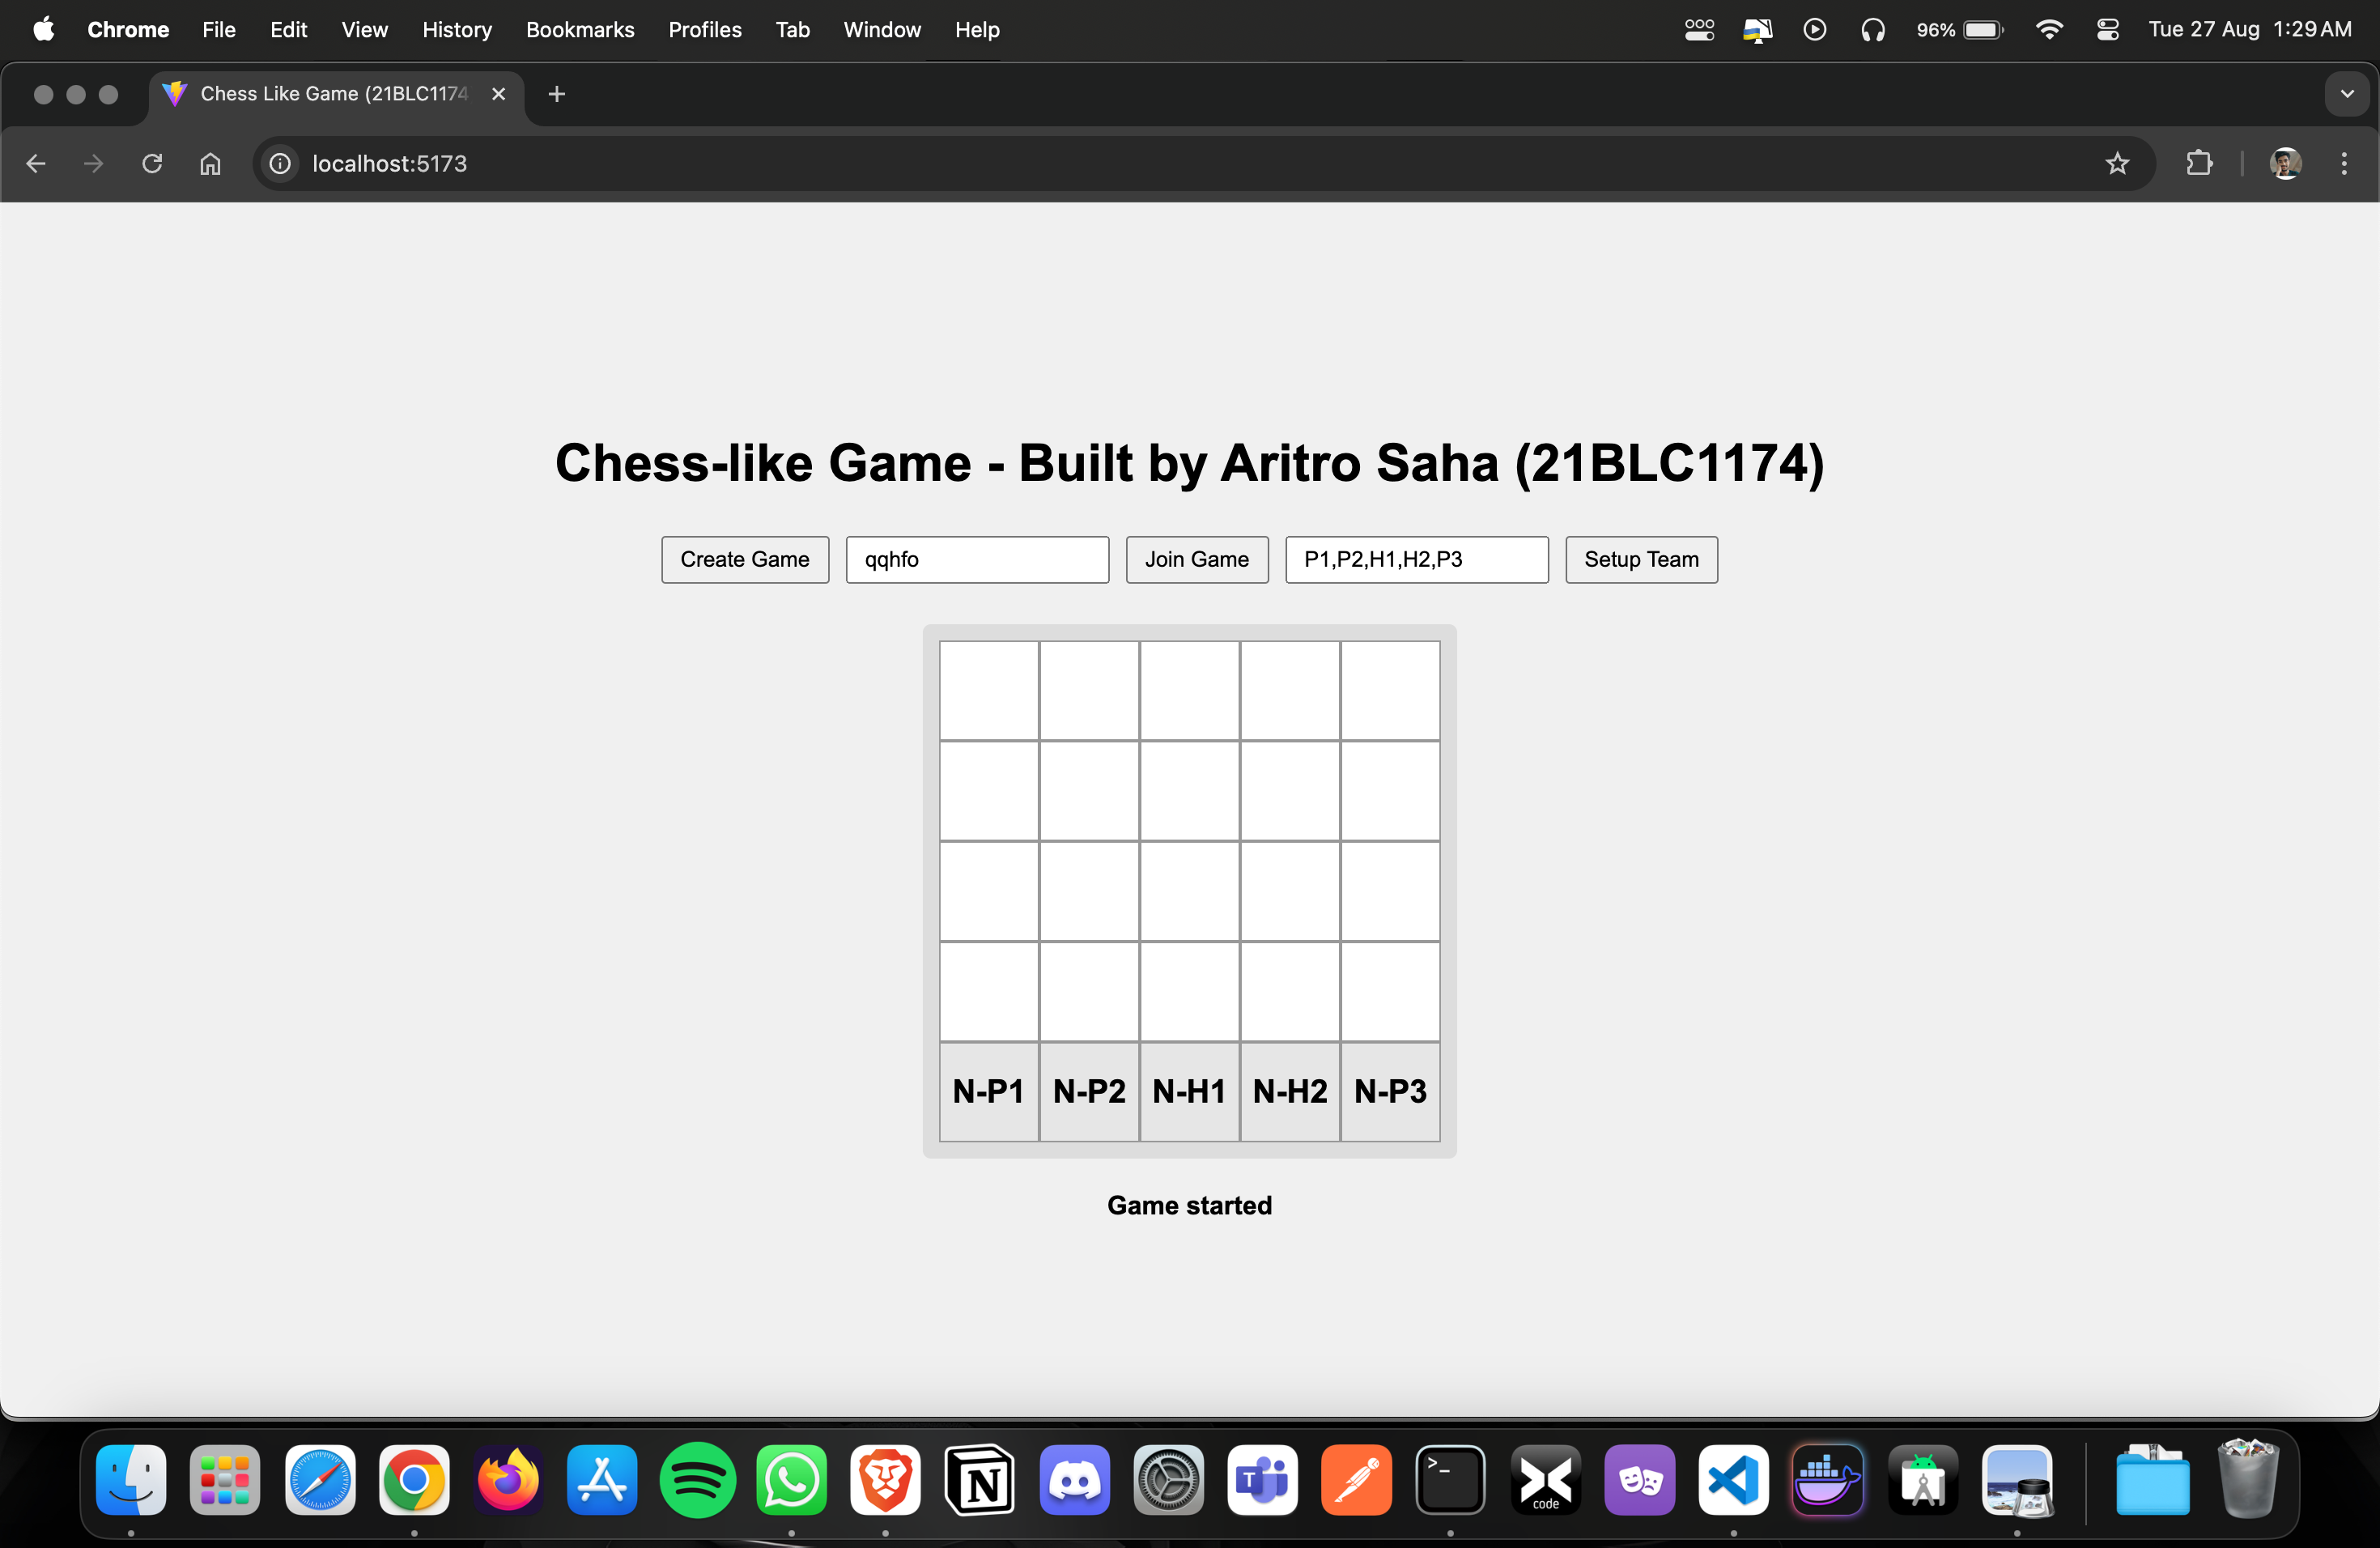 Chrome File Edit View History Bookmarks Profiles Tab Window Help 96% Tue 27 Aug 1:29 AM
Chess Like Game (21BLC1174
localhost:5173
Chess-like Game - Built by Aritro Saha (21BLC1174)
Create Game qqhfo Join Game P1,P2,H1,H2,P3 Setup Team
N-P1 N-P2 N-H1 N-H2 N-P3
Game started
N T >_ code